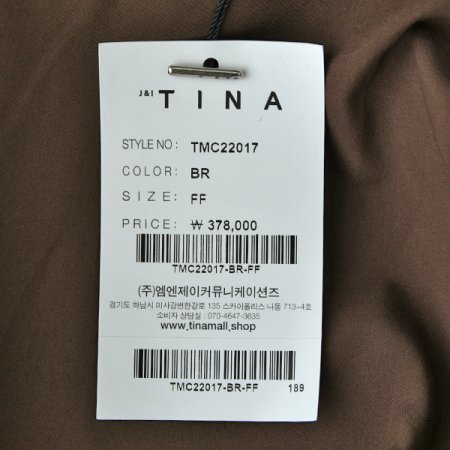 J&I TINA
STYLE NO : TMC22017
COLOR: BR
SIZE: FF
PRICE: ₩ 378,000
TMC22017-BR-FF
(주)엠엔제이커뮤니케이션즈
경기도 하남시 미사강변한강로 135 스카이폴리스 나동 713-4호
소비자 상담실 : 070-4647-3635
www.tinamall.shop
TMC22017-BR-FF 189